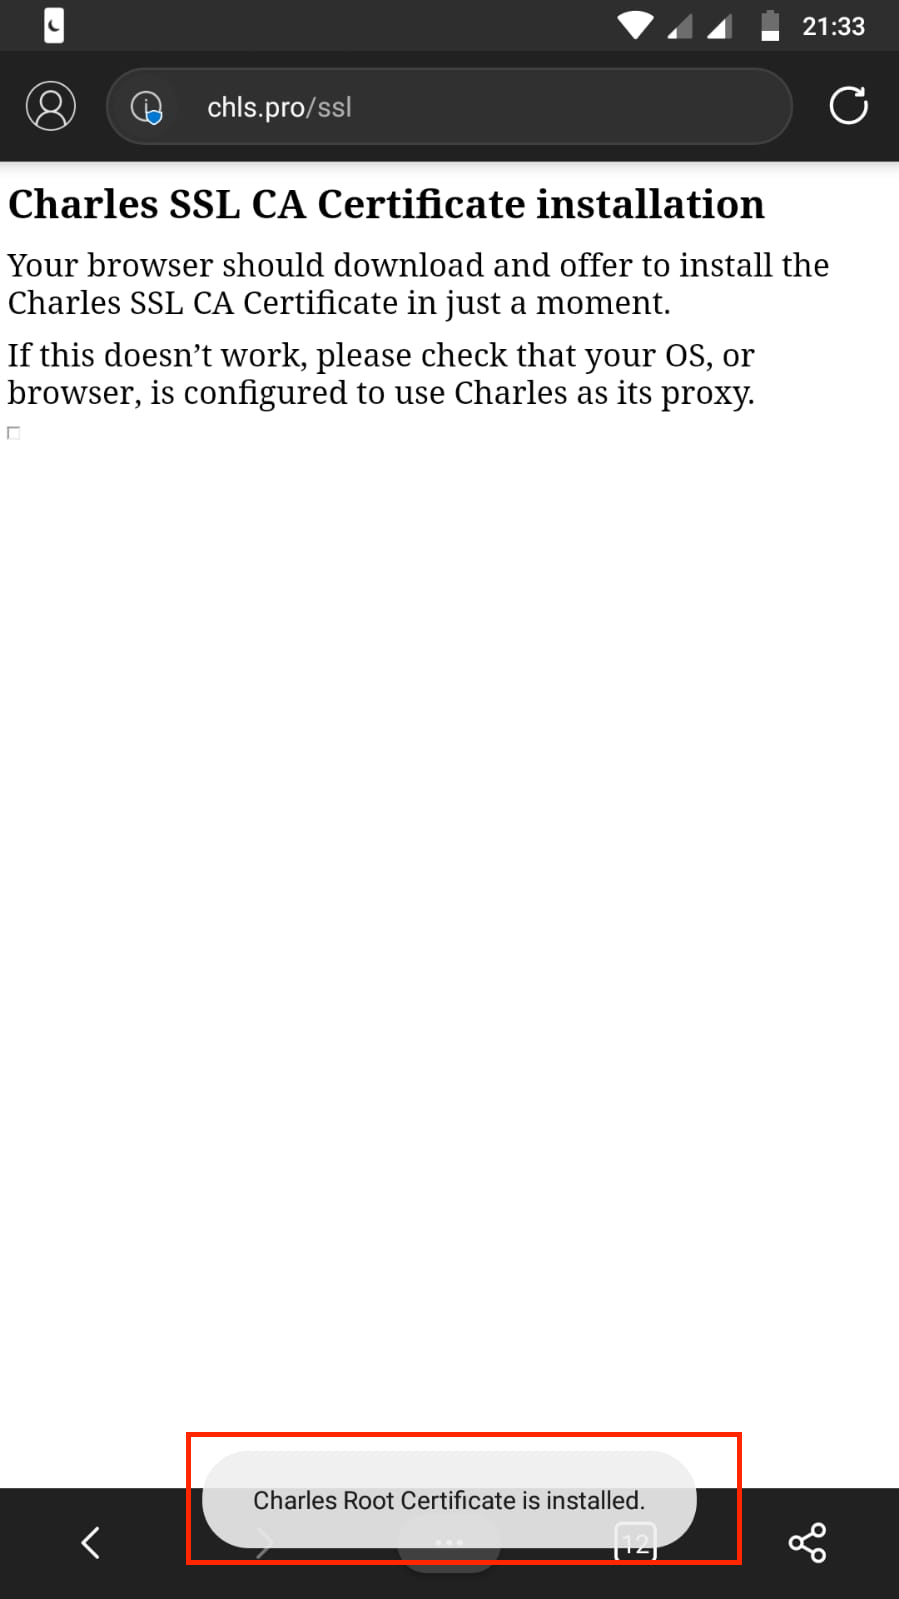 21:33
chls.pro/ssl
Charles SSL CA Certificate installation
Your browser should download and offer to install the
Charles SSL CA Certificate in just a moment.
If this doesn’t work, please check that your OS, or
browser, is configured to use Charles as its proxy.
Charles Root Certificate is installed.
12